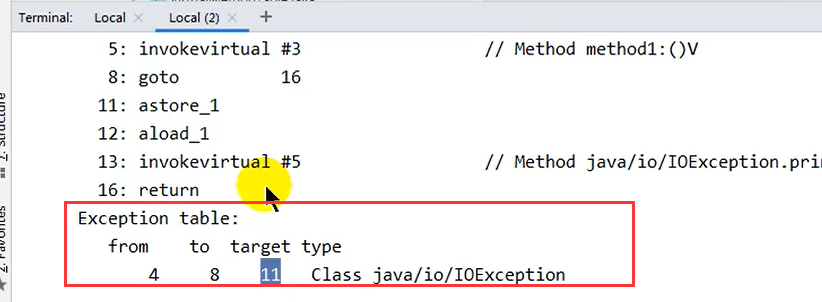 Terminal: Local × Local (2) × +
5: invokevirtual #3 // Method method1:()V
8: goto 16
11: astore_1
12: aload_1
13: invokevirtual #5 // Method java/io/IOException.prin
16: return
Exception table:
from to target type
4 8 11 Class java/io/IOException
Z: Structure
2: Favorites